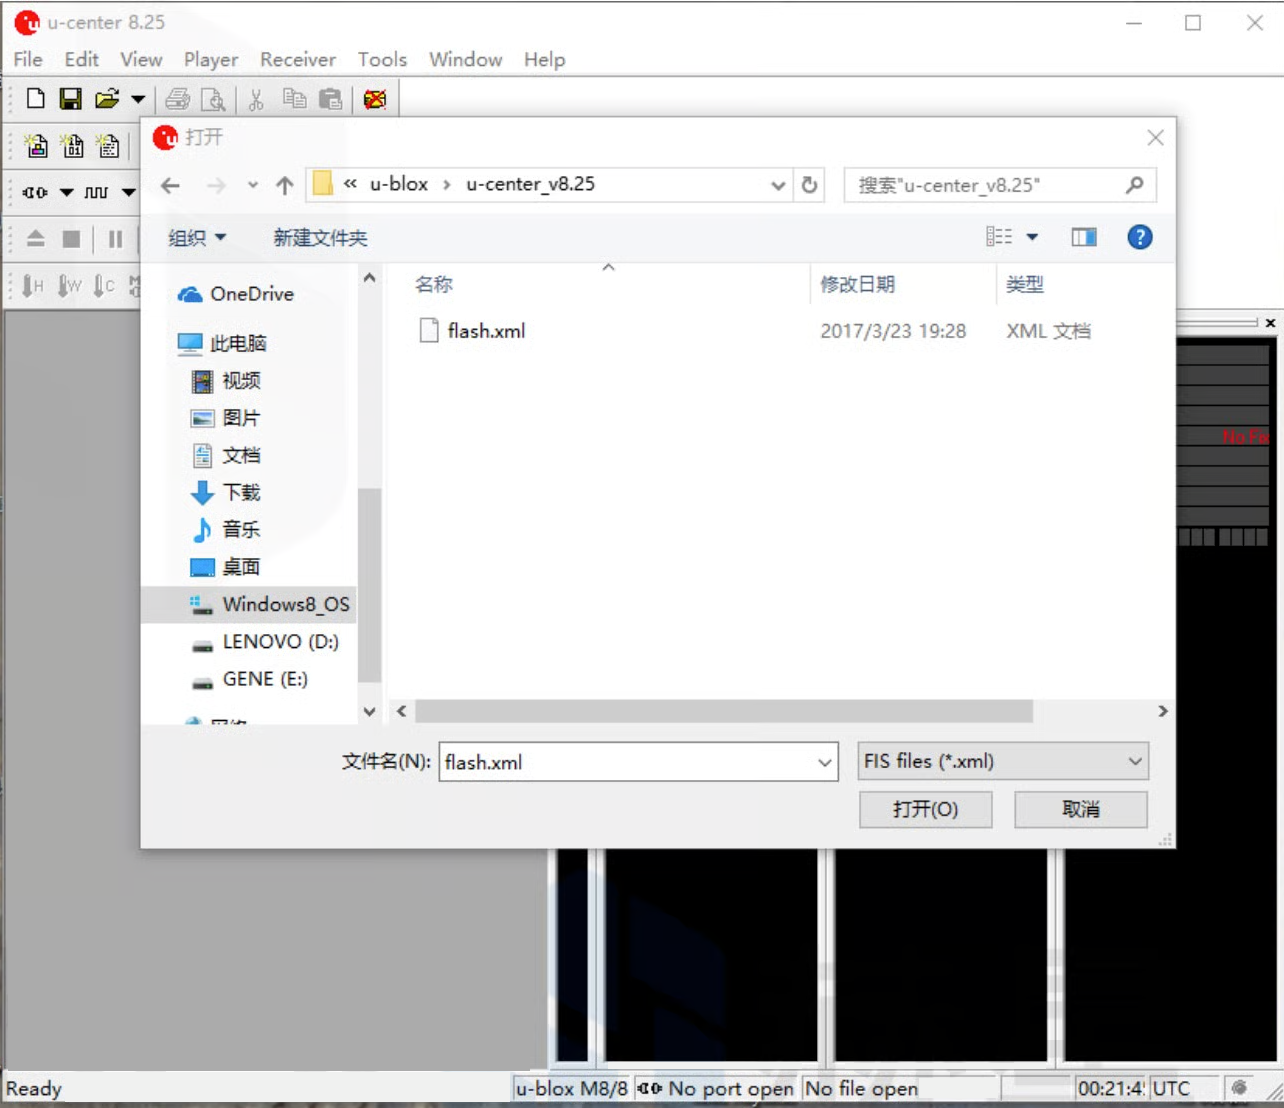 u-center 8.25
File Edit View Player Receiver Tools Window Help
打开
« u-blox › u-center_v8.25
搜索"u-center_v8.25"
组织 新建文件夹
名称 修改日期 类型
flash.xml 2017/3/23 19:28 XML 文档
OneDrive
此电脑
视频
图片
文档
下载
音乐
桌面
Windows8_OS
LENOVO (D:)
GENE (E:)
No Fix
文件名(N): flash.xml FIS files (*.xml)
打开(O) 取消
Ready u-blox M8/8 No port open No file open 00:21:4 UTC